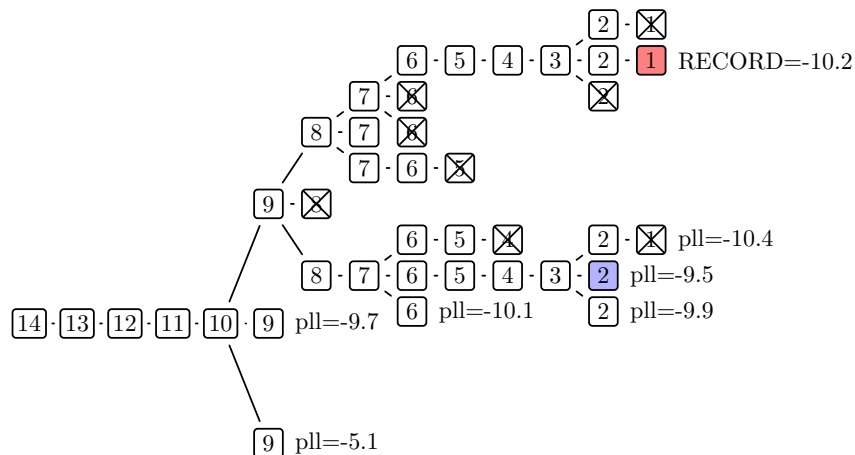 2 1
6 5 4 3 2 1 RECORD=-10.2
7 6 2
8 7 6
7 6 5
9 8
6 5 4 2 1 pll=-10.4
8 7 6 5 4 3 2 pll=-9.5
6 pll=-10.1 2 pll=-9.9
14 13 12 11 10 9 pll=-9.7
9 pll=-5.1